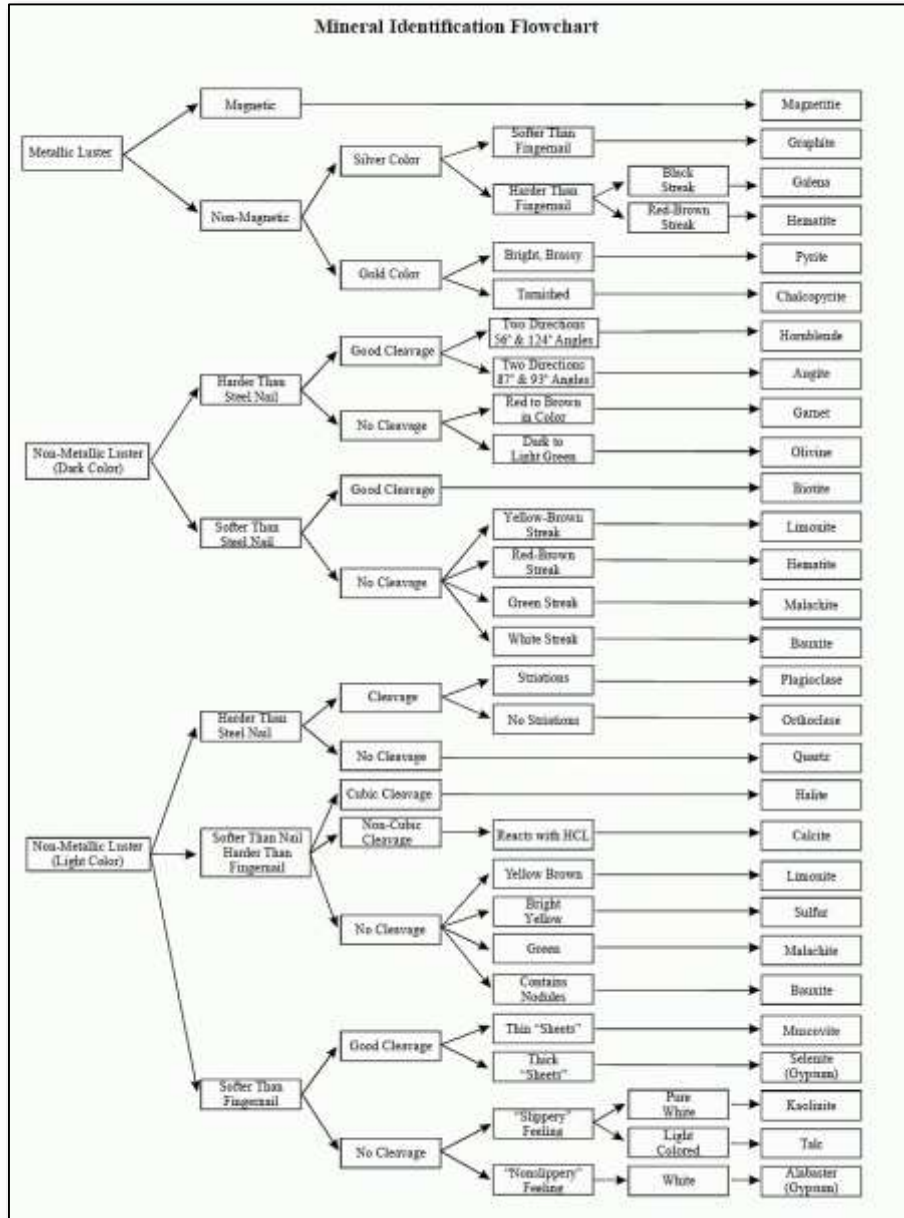 Mineral Identification Flowchart
Magnetic
Magnetitie
Metallic Luster
Silver Color
Softer Than
Fingernail
Graphite
Non-Magnetic
Harder Than
Fingernail
Black
Streak
Galena
Red-Brown
Streak
Hematite
Gold Color
Bright, Brassy
Pyrite
Tarnished
Chalcopyrite
Non-Metallic Luster
(Dark Color)
Harder Than
Steel Nail
Good Cleavage
Two Directions
56° & 124° Angles
Hornblende
Two Directions
87° & 93° Angles
Augite
No Cleavage
Red to Brown
in Color
Garnet
Dark to
Light Green
Olivine
Softer Than
Steel Nail
Good Cleavage
Biotite
No Cleavage
Yellow-Brown
Streak
Limonite
Red-Brown
Streak
Hematite
Green Streak
Malachite
White Streak
Bauxite
Non-Metallic Luster
(Light Color)
Harder Than
Steel Nail
Cleavage
Striations
Plagioclase
No Striations
Orthoclase
No Cleavage
Quartz
Softer Than Nail
Harder Than
Fingernail
Cubic Cleavage
Halite
Non-Cubic
Cleavage
Reacts with HCL
Calcite
No Cleavage
Yellow Brown
Limonite
Bright
Yellow
Sulfur
Green
Malachite
Contains
Nodules
Bauxite
Softer Than
Fingernail
Good Cleavage
Thin “Sheets”
Muscovite
Thick
“Sheets”
Selenite
(Gypsum)
No Cleavage
“Slippery”
Feeling
Pure
White
Kaolinite
Light
Colored
Talc
“Nonslippery”
Feeling
White
Alabaster
(Gypsum)